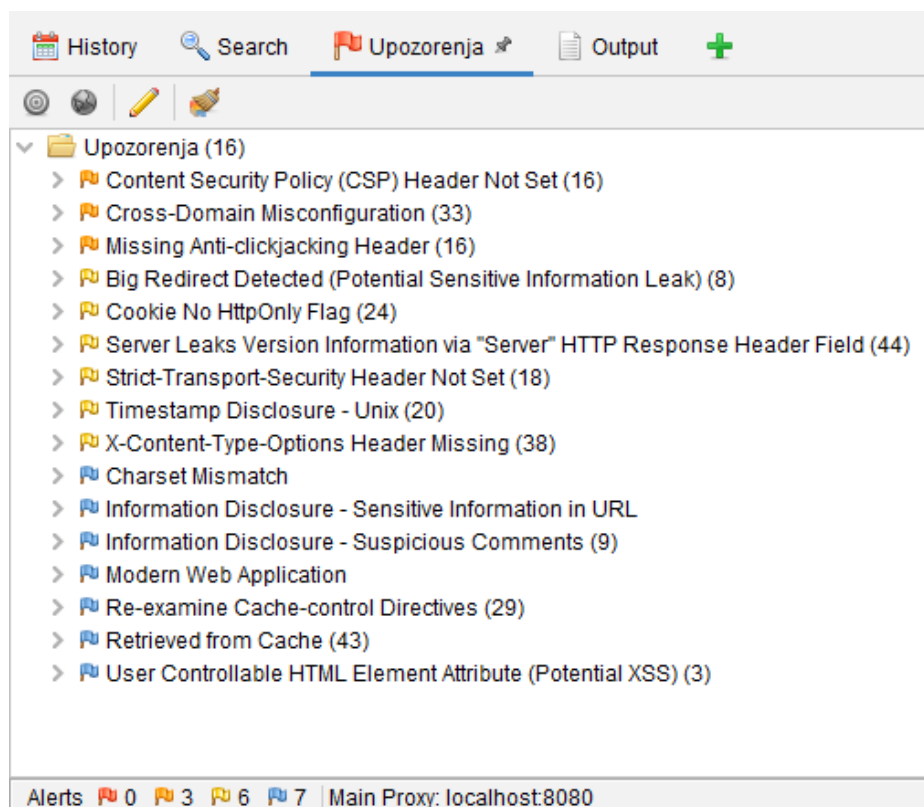 History Search Upozorenja Output
Upozorenja (16)
Content Security Policy (CSP) Header Not Set (16)
Cross-Domain Misconfiguration (33)
Missing Anti-clickjacking Header (16)
Big Redirect Detected (Potential Sensitive Information Leak) (8)
Cookie No HttpOnly Flag (24)
Server Leaks Version Information via "Server" HTTP Response Header Field (44)
Strict-Transport-Security Header Not Set (18)
Timestamp Disclosure - Unix (20)
X-Content-Type-Options Header Missing (38)
Charset Mismatch
Information Disclosure - Sensitive Information in URL
Information Disclosure - Suspicious Comments (9)
Modern Web Application
Re-examine Cache-control Directives (29)
Retrieved from Cache (43)
User Controllable HTML Element Attribute (Potential XSS) (3)
Alerts 0 3 6 7 Main Proxy: localhost:8080